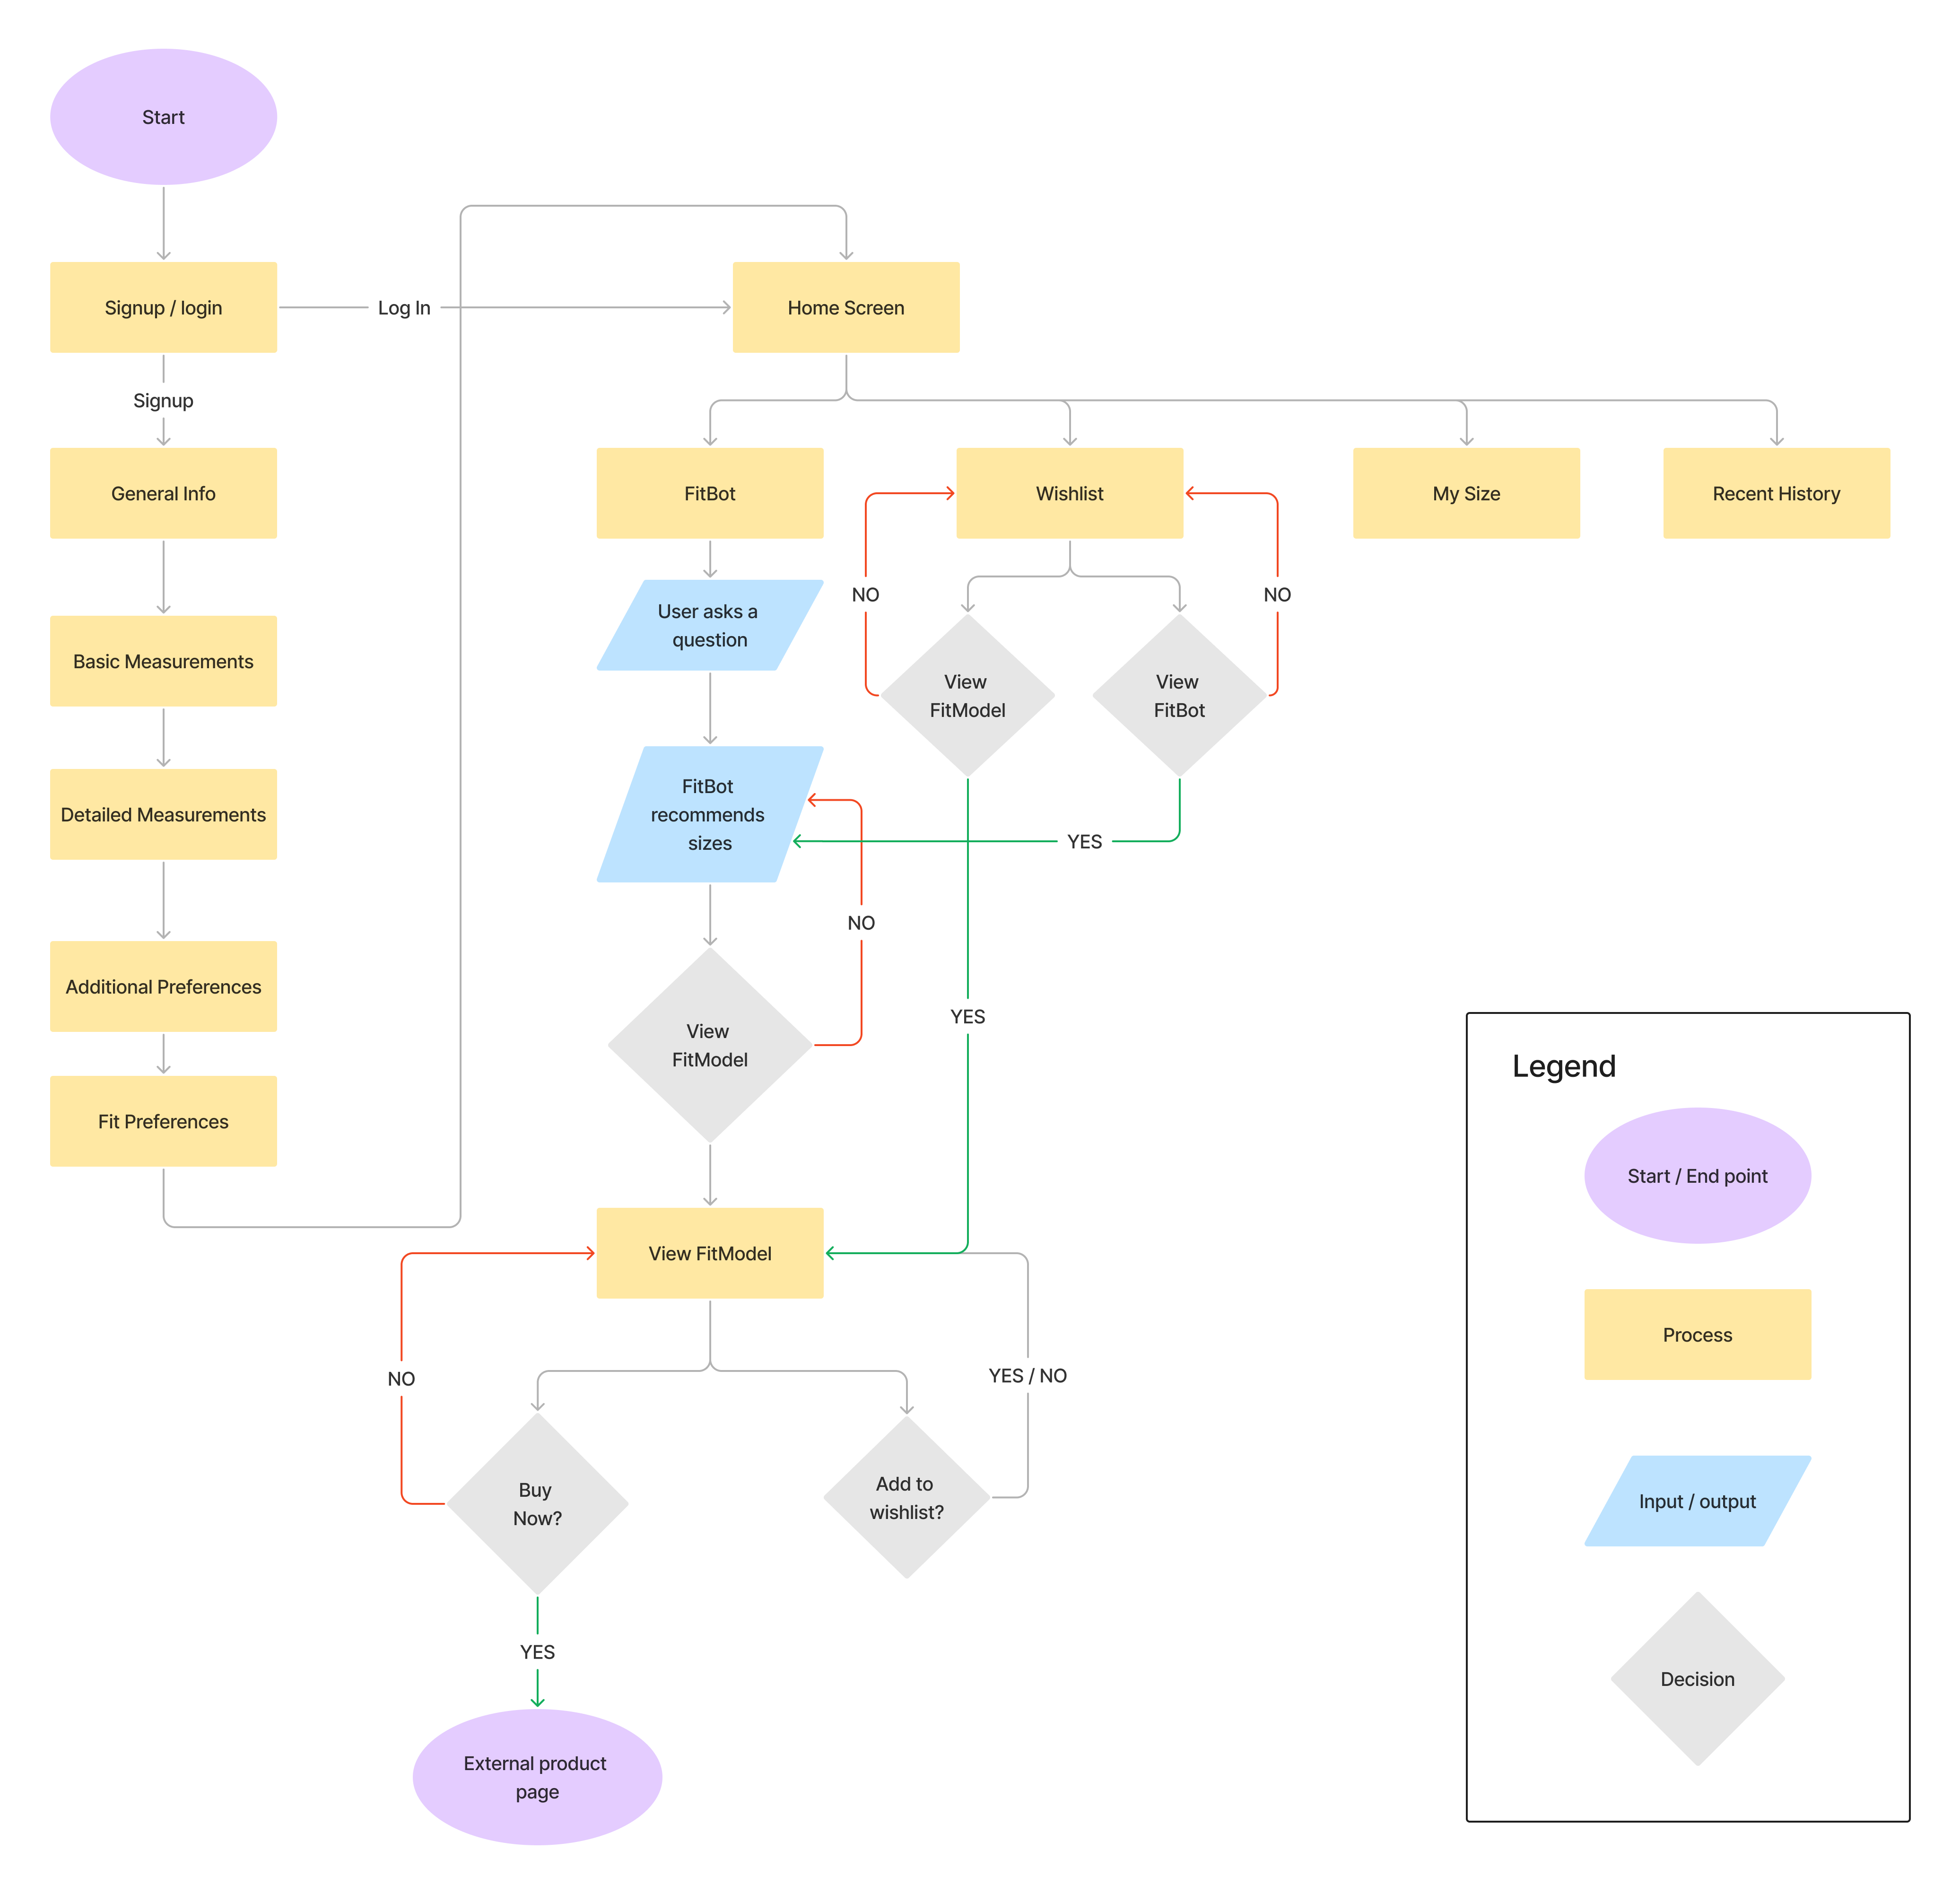 Start
Signup / login
Log In
Home Screen
Signup
General Info
FitBot
Wishlist
My Size
Recent History
NO
NO
User asks a
question
Basic Measurements
View
FitModel
View
FitBot
Detailed Measurements
FitBot
recommends
sizes
YES
NO
Additional Preferences
YES
View
FitModel
Fit Preferences
View FitModel
NO
YES / NO
Buy
Now?
Add to
wishlist?
YES
External product
page
Legend
Start / End point
Process
Input / output
Decision